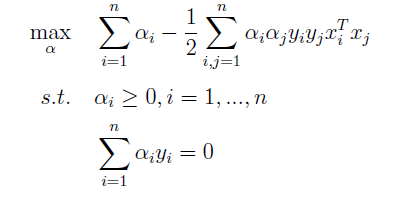 max_α ∑_{i=1}^{n} α_i − 1/2 ∑_{i,j=1}^{n} α_i α_j y_i y_j x_i^T x_j
s.t. α_i ≥ 0, i = 1, ..., n
∑_{i=1}^{n} α_i y_i = 0